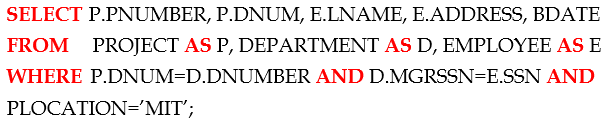 SELECT P.PNUMBER, P.DNUM, E.LNAME, E.ADDRESS, BDATE
FROM PROJECT AS P, DEPARTMENT AS D, EMPLOYEE AS E
WHERE P.DNUM=D.DNUMBER AND D.MGRSSN=E.SSN AND
PLOCATION=’MIT’;